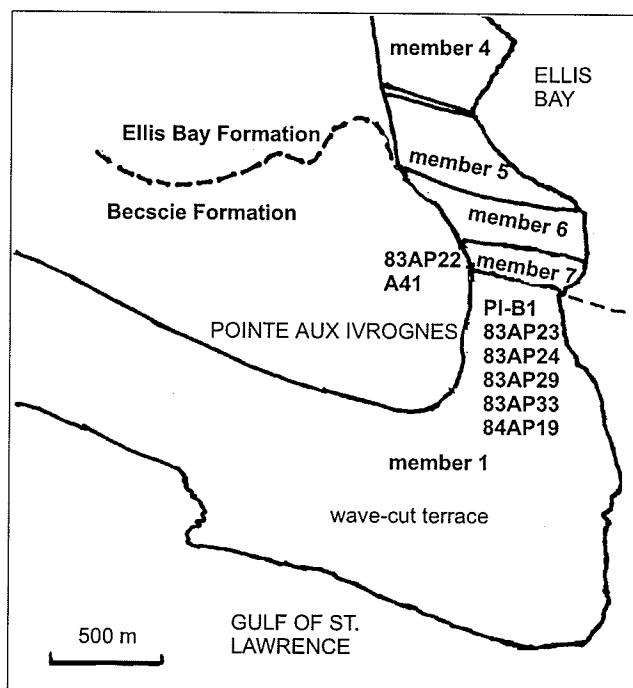 member 4
ELLIS
BAY
Ellis Bay Formation
member 5
Becscie Formation
member 6
83AP22
A41
member 7
PI-B1
POINTE AUX IVROGNES
83AP23
83AP24
83AP29
83AP33
84AP19
member 1
wave-cut terrace
GULF OF ST.
LAWRENCE
500 m